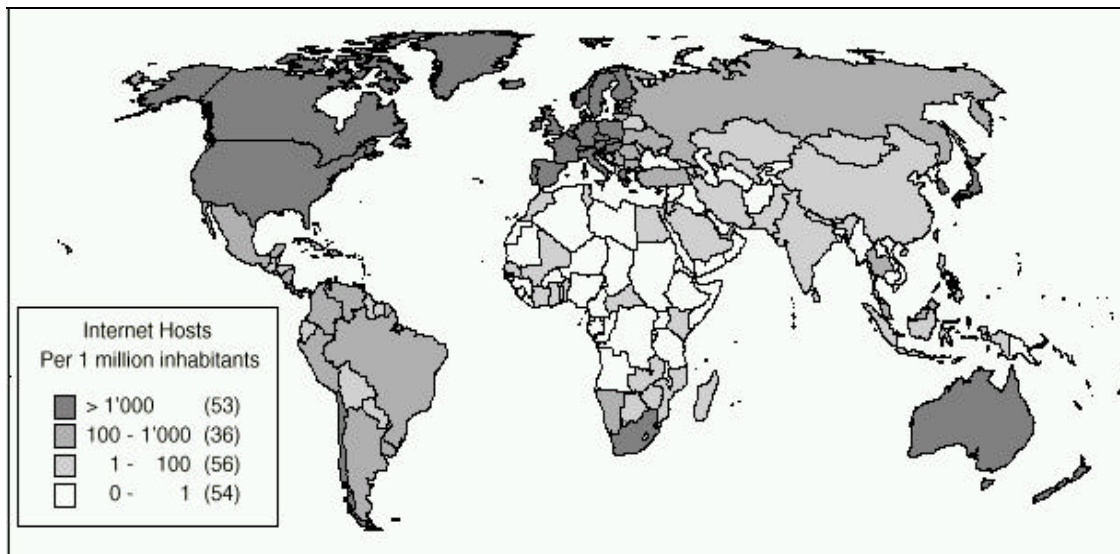 Internet Hosts
Per 1 million inhabitants
> 1'000 (53)
100 - 1'000 (36)
1 - 100 (56)
0 - 1 (54)